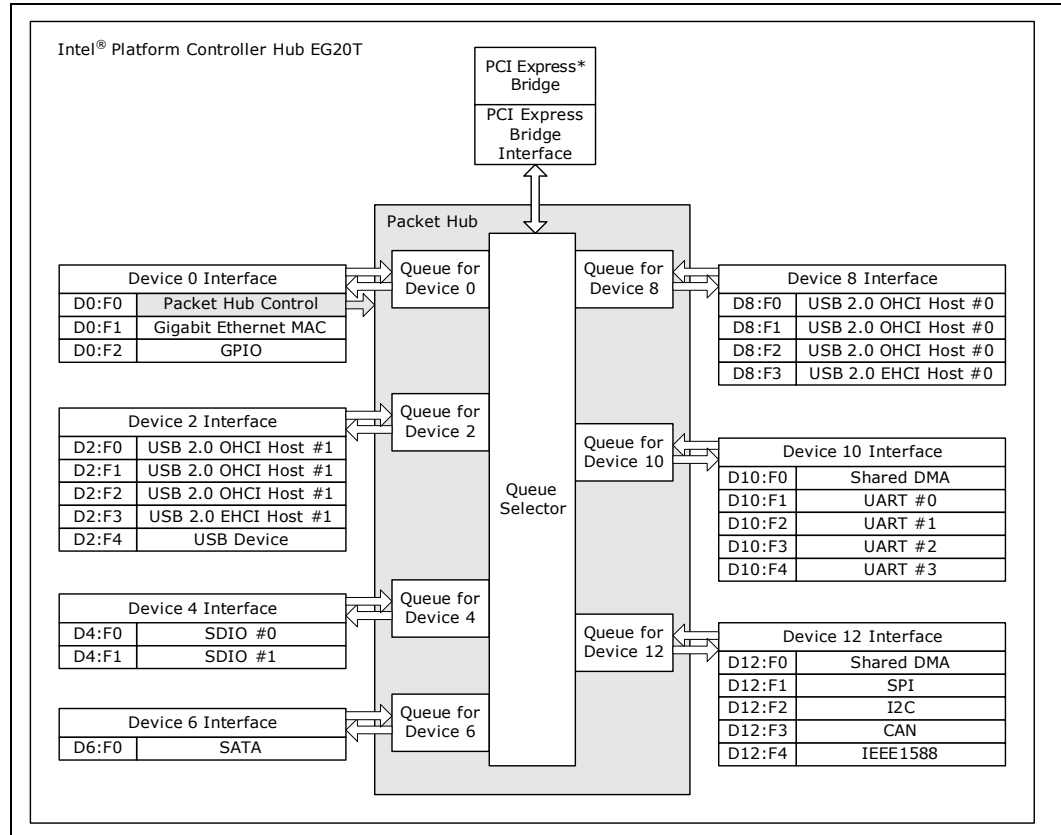 Intel® Platform Controller Hub EG20T
PCI Express*
Bridge
PCI Express
Bridge
Interface
Packet Hub
Queue for
Device 0
Queue for
Device 2
Queue for
Device 4
Queue for
Device 6
Queue
Selector
Queue for
Device 8
Queue for
Device 10
Queue for
Device 12
Device 0 Interface
D0:F0 Packet Hub Control
D0:F1 Gigabit Ethernet MAC
D0:F2 GPIO
Device 2 Interface
D2:F0 USB 2.0 OHCI Host #1
D2:F1 USB 2.0 OHCI Host #1
D2:F2 USB 2.0 OHCI Host #1
D2:F3 USB 2.0 EHCI Host #1
D2:F4 USB Device
Device 4 Interface
D4:F0 SDIO #0
D4:F1 SDIO #1
Device 6 Interface
D6:F0 SATA
Device 8 Interface
D8:F0 USB 2.0 OHCI Host #0
D8:F1 USB 2.0 OHCI Host #0
D8:F2 USB 2.0 OHCI Host #0
D8:F3 USB 2.0 EHCI Host #0
Device 10 Interface
D10:F0 Shared DMA
D10:F1 UART #0
D10:F2 UART #1
D10:F3 UART #2
D10:F4 UART #3
Device 12 Interface
D12:F0 Shared DMA
D12:F1 SPI
D12:F2 I2C
D12:F3 CAN
D12:F4 IEEE1588